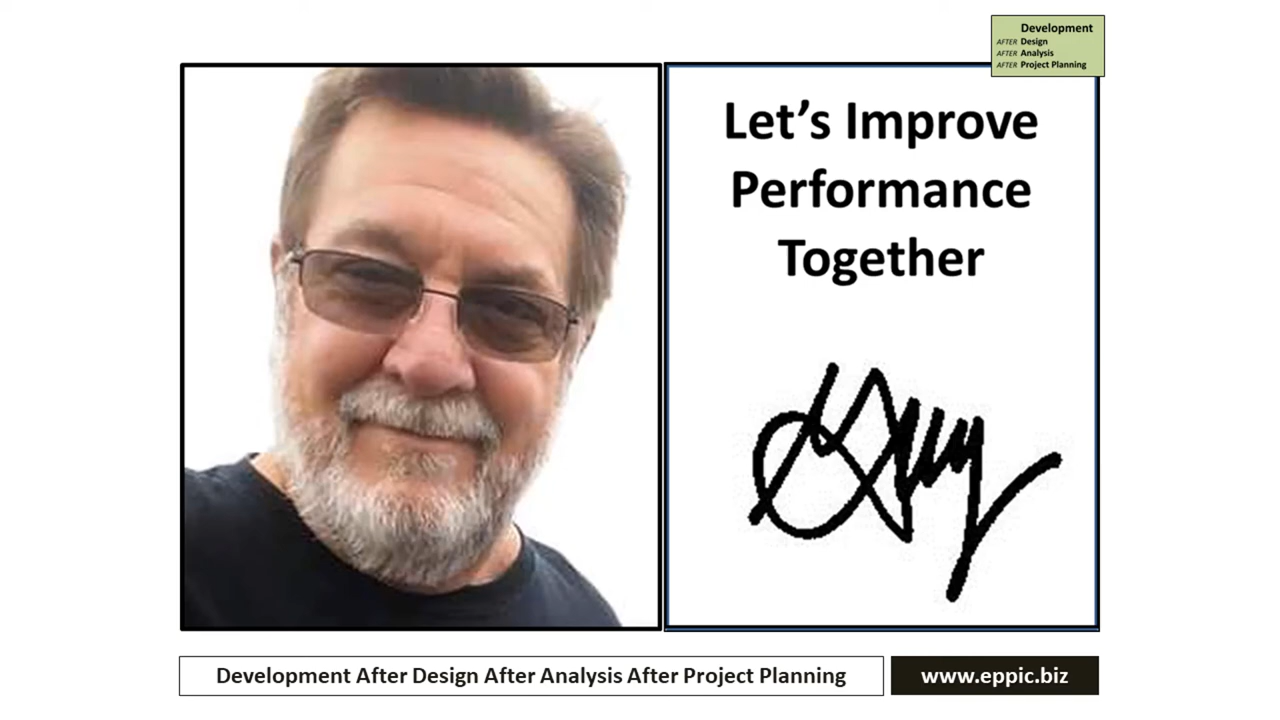 Development
AFTER Design
AFTER Analysis
AFTER Project Planning
Let's Improve
Performance
Together
Guy
Development After Design After Analysis After Project Planning
www.eppic.biz